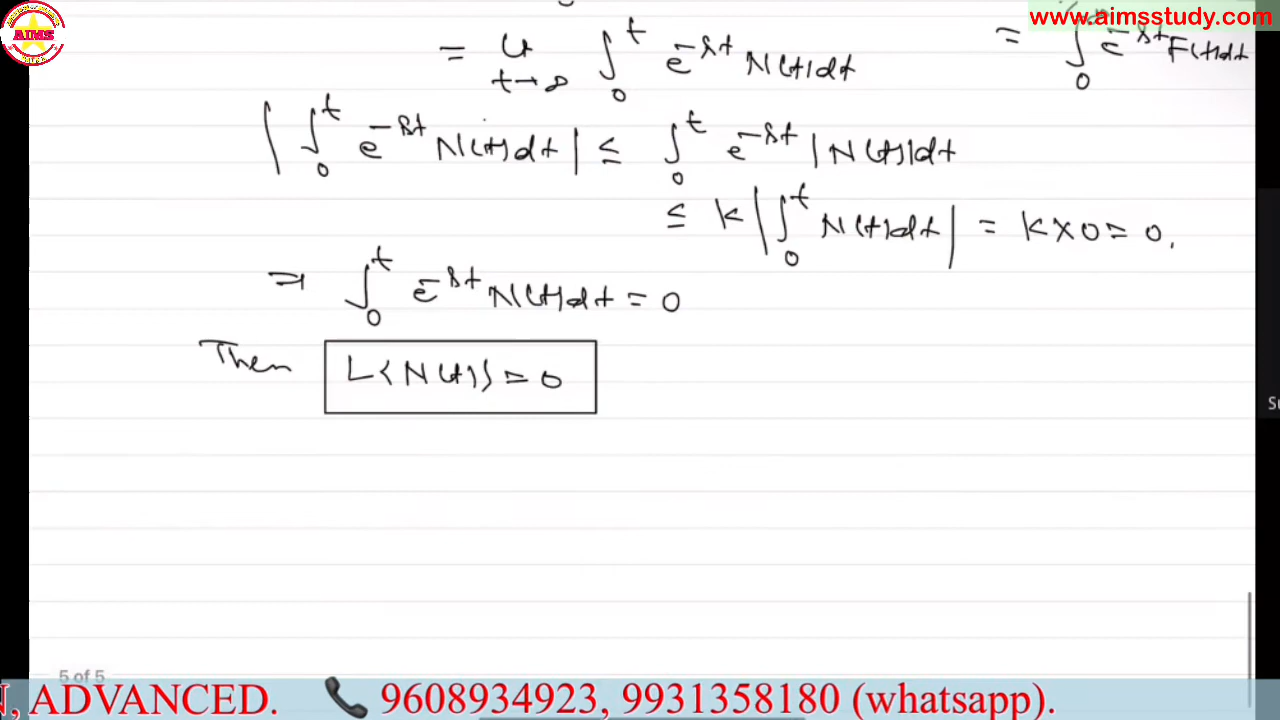 AIMS
www.aimsstudy.com
= Lt t→∞ ∫₀ᵗ e^{-st} N(t)dt = ∫₀^∞ e^{-st} F(t)dt
| ∫₀ᵗ e^{-st} N(t)dt | ≤ ∫₀ᵗ e^{-st} |N(t)|dt
≤ K | ∫₀ᵗ N(t)dt | = K×0 = 0.
⇒ ∫₀ᵗ e^{-st} N(t)dt = 0
Then L{N(t)} = 0
5 of 5
N, ADVANCED. 9608934923, 9931358180 (whatsapp).